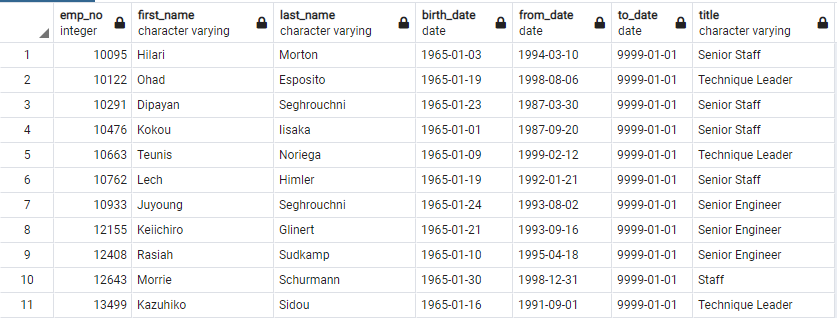 emp_no first_name last_name birth_date from_date to_date title
integer character varying character varying date date date character varying
1 10095 Hilari Morton 1965-01-03 1994-03-10 9999-01-01 Senior Staff
2 10122 Ohad Esposito 1965-01-19 1998-08-06 9999-01-01 Technique Leader
3 10291 Dipayan Seghrouchni 1965-01-23 1987-03-30 9999-01-01 Senior Staff
4 10476 Kokou Iisaka 1965-01-01 1987-09-20 9999-01-01 Senior Staff
5 10663 Teunis Noriega 1965-01-09 1999-02-12 9999-01-01 Technique Leader
6 10762 Lech Himler 1965-01-19 1992-01-21 9999-01-01 Senior Staff
7 10933 Juyoung Seghrouchni 1965-01-24 1993-08-02 9999-01-01 Senior Engineer
8 12155 Keiichiro Glinert 1965-01-21 1993-09-16 9999-01-01 Senior Engineer
9 12408 Rasiah Sudkamp 1965-01-10 1995-04-18 9999-01-01 Senior Engineer
10 12643 Morrie Schurmann 1965-01-30 1998-12-31 9999-01-01 Staff
11 13499 Kazuhiko Sidou 1965-01-16 1991-09-01 9999-01-01 Technique Leader